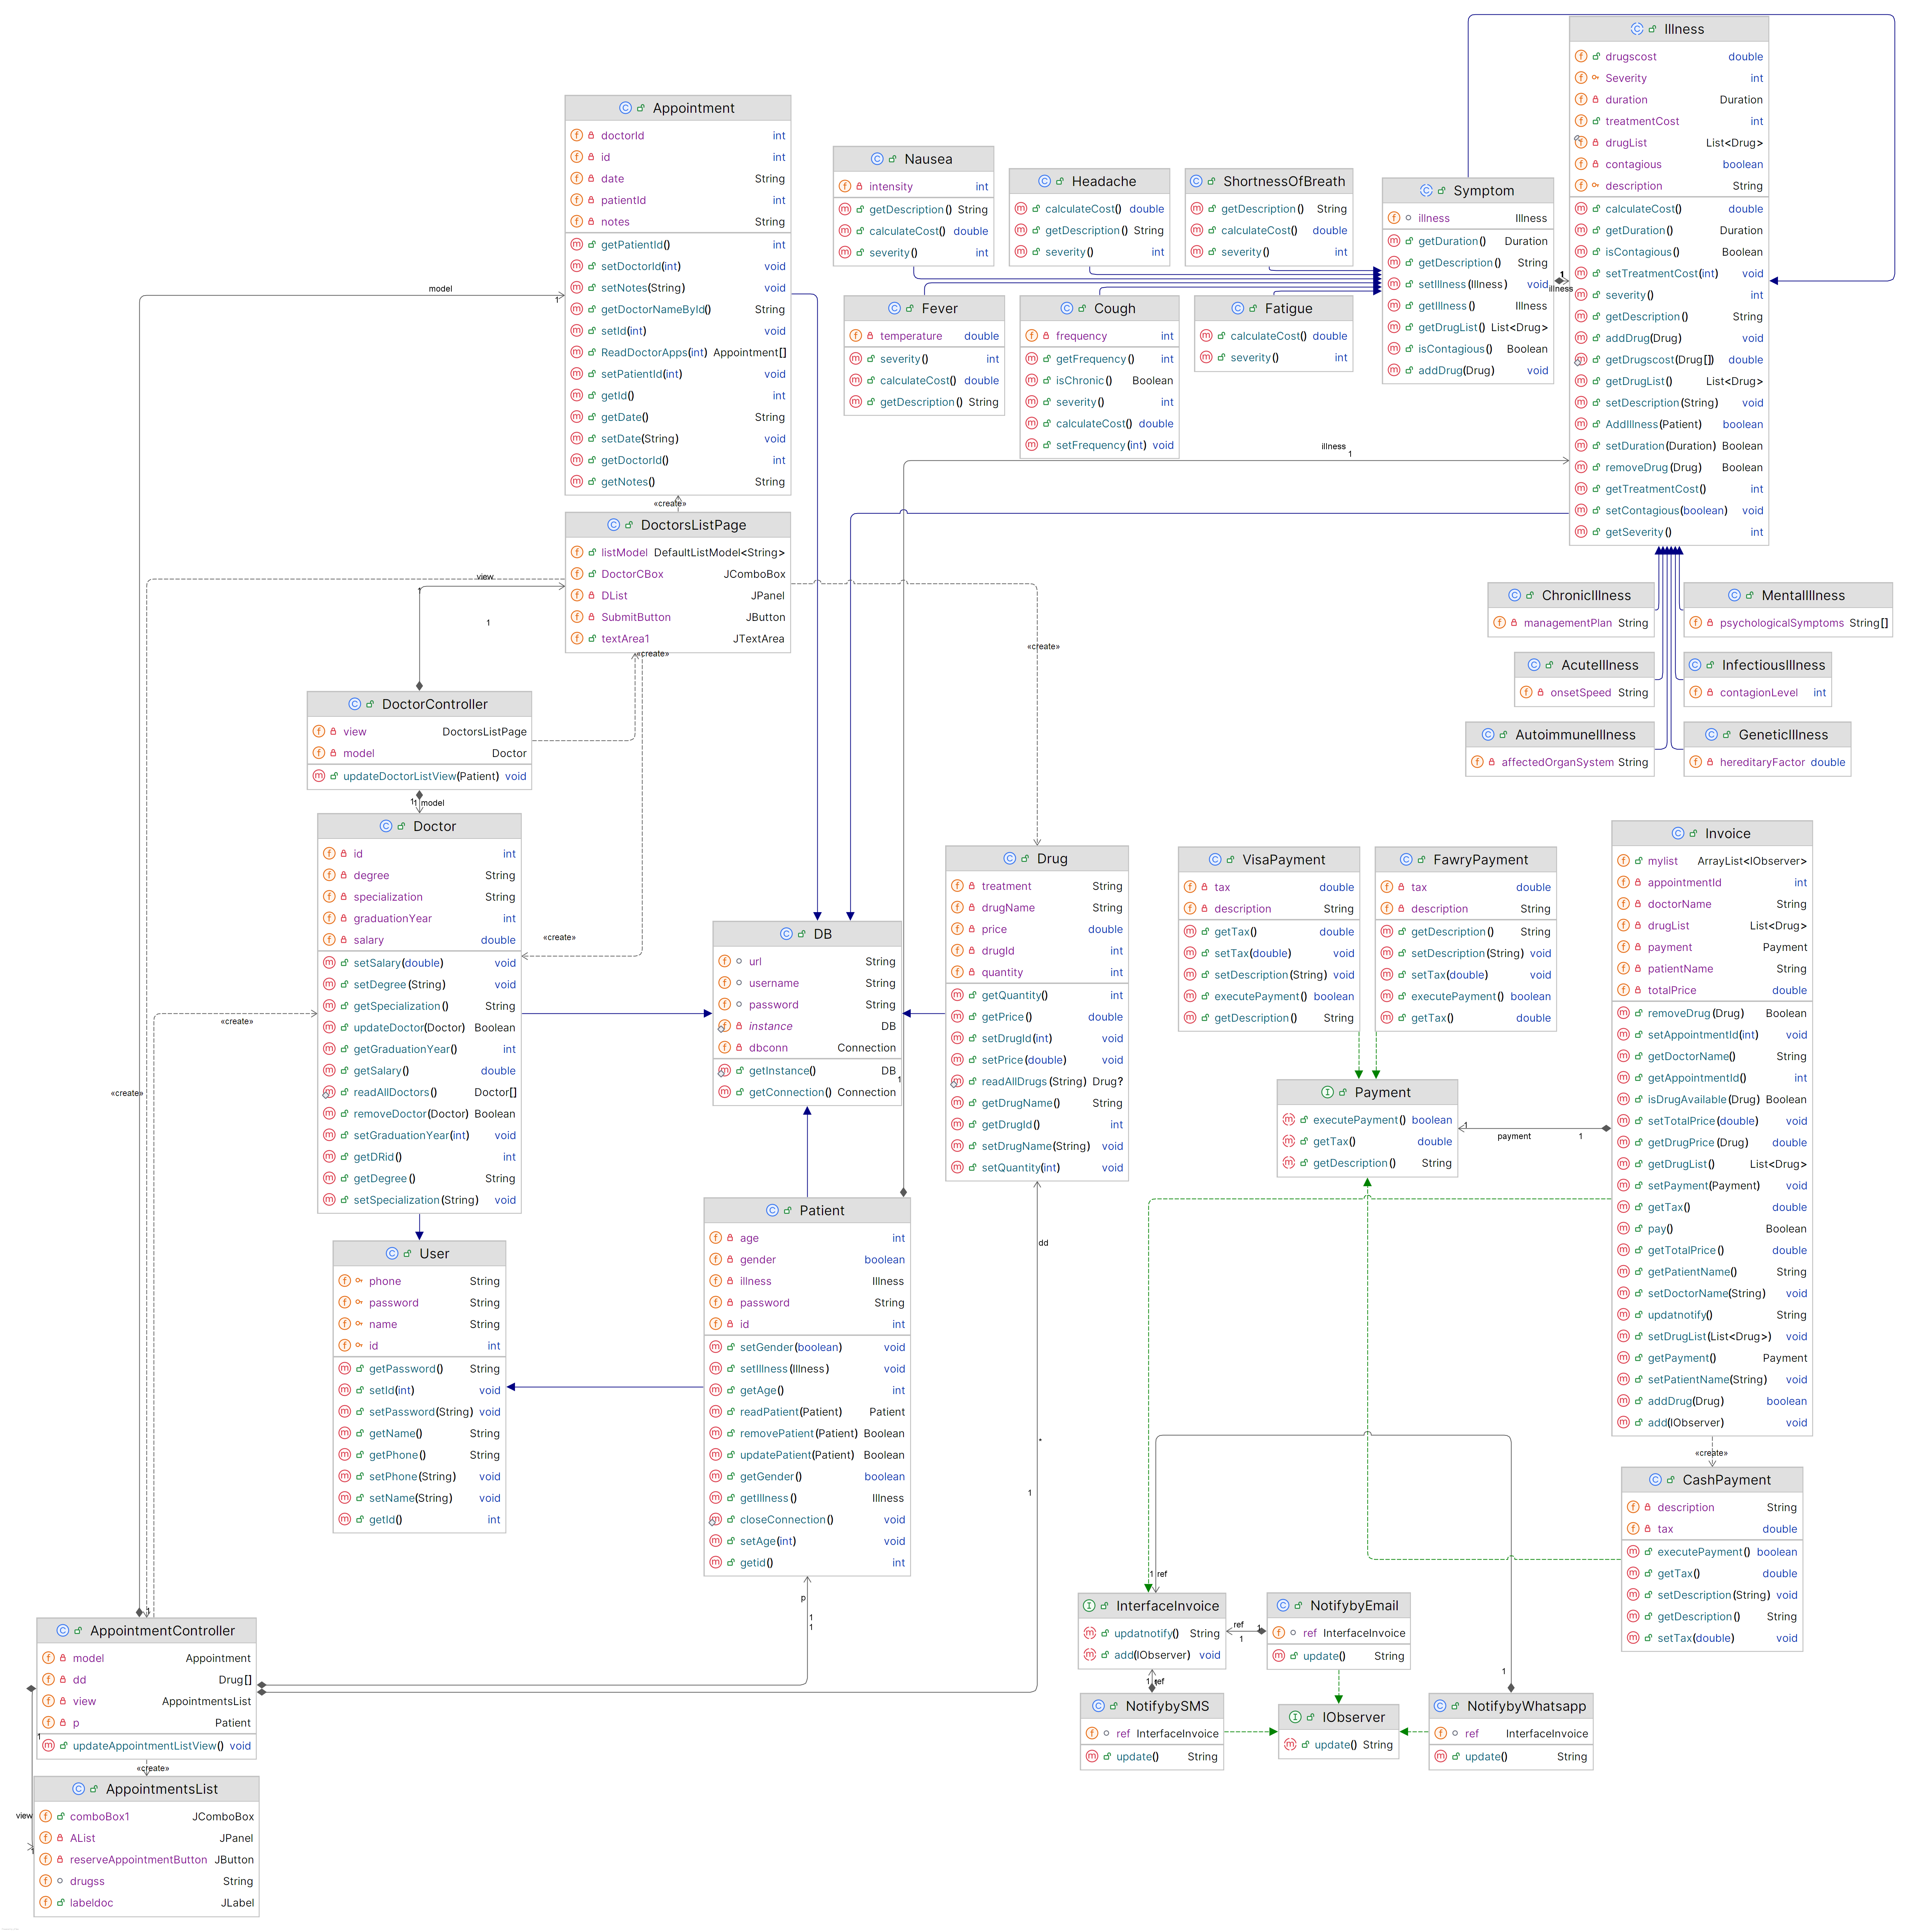 Illness
drugscost double
Severity int
duration Duration
treatmentCost int
drugList List<Drug>
contagious boolean
description String
calculateCost() double
getDuration() Duration
isContagious() Boolean
setTreatmentCost(int) void
severity() int
getDescription() String
addDrug(Drug) void
getDrugscost(Drug[]) double
getDrugList() List<Drug>
setDescription(String) void
AddIllness(Patient) boolean
setDuration(Duration) Boolean
removeDrug(Drug) Boolean
getTreatmentCost() int
setContagious(boolean) void
getSeverity() int
Appointment
doctorId int
id int
date String
patientId int
notes String
getPatientId() int
setDoctorId(int) void
setNotes(String) void
getDoctorNameById() String
setId(int) void
ReadDoctorApps(int) Appointment[]
setPatientId(int) void
getId() int
getDate() String
setDate(String) void
getDoctorId() int
getNotes() String
Nausea
intensity int
getDescription() String
calculateCost() double
severity() int
Headache
calculateCost() double
getDescription() String
severity() int
ShortnessOfBreath
getDescription() String
calculateCost() double
severity() int
Symptom
illness Illness
getDuration() Duration
getDescription() String
setIllness(Illness) void
getIllness() Illness
getDrugList() List<Drug>
isContagious() Boolean
addDrug(Drug) void
1
illness
Fever
temperature double
severity() int
calculateCost() double
getDescription() String
Cough
frequency int
getFrequency() int
isChronic() Boolean
severity() int
calculateCost() double
setFrequency(int) void
Fatigue
calculateCost() double
severity() int
model
1
illness
1
«create»
DoctorsListPage
listModel DefaultListModel<String>
DoctorCBox JComboBox
DList JPanel
SubmitButton JButton
textArea1 JTextArea
view
1
1
«create»
«create»
ChronicIllness
managementPlan String
MentalIllness
psychologicalSymptoms String[]
AcuteIllness
onsetSpeed String
InfectiousIllness
contagionLevel int
AutoimmuneIllness
affectedOrganSystem String
GeneticIllness
hereditaryFactor double
DoctorController
view DoctorsListPage
model Doctor
updateDoctorListView(Patient) void
1
1
model
Doctor
id int
degree String
specialization String
graduationYear int
salary double
setSalary(double) void
setDegree(String) void
getSpecialization() String
updateDoctor(Doctor) Boolean
getGraduationYear() int
getSalary() double
readAllDoctors() Doctor[]
removeDoctor(Doctor) Boolean
setGraduationYear(int) void
getDRid() int
getDegree() String
setSpecialization(String) void
«create»
«create»
«create»
DB
url String
username String
password String
instance DB
dbconn Connection
getInstance() DB
getConnection() Connection
1
Drug
treatment String
drugName String
price double
drugId int
quantity int
getQuantity() int
getPrice() double
setDrugId(int) void
setPrice(double) void
readAllDrugs(String) Drug?
getDrugName() String
getDrugId() int
setDrugName(String) void
setQuantity(int) void
VisaPayment
tax double
description String
getTax() double
setTax(double) void
setDescription(String) void
executePayment() boolean
getDescription() String
FawryPayment
tax double
description String
getDescription() String
setDescription(String) void
setTax(double) void
executePayment() boolean
getTax() double
Payment
executePayment() boolean
getTax() double
getDescription() String
1
payment
1
Invoice
mylist ArrayList<IObserver>
appointmentId int
doctorName String
drugList List<Drug>
payment Payment
patientName String
totalPrice double
removeDrug(Drug) Boolean
setAppointmentId(int) void
getDoctorName() String
getAppointmentId() int
isDrugAvailable(Drug) Boolean
setTotalPrice(double) void
getDrugPrice(Drug) double
getDrugList() List<Drug>
setPayment(Payment) void
getTax() double
pay() Boolean
getTotalPrice() double
getPatientName() String
setDoctorName(String) void
updatnotify() String
setDrugList(List<Drug>) void
getPayment() Payment
setPatientName(String) void
addDrug(Drug) boolean
add(IObserver) void
«create»
User
phone String
password String
name String
id int
getPassword() String
setId(int) void
setPassword(String) void
getName() String
getPhone() String
setPhone(String) void
setName(String) void
getId() int
Patient
age int
gender boolean
illness Illness
password String
id int
setGender(boolean) void
setIllness(Illness) void
getAge() int
readPatient(Patient) Patient
removePatient(Patient) Boolean
updatePatient(Patient) Boolean
getGender() boolean
getIllness() Illness
closeConnection() void
setAge(int) void
getid() int
dd
*
1
p
1
1
CashPayment
description String
tax double
executePayment() boolean
getTax() double
setDescription(String) void
getDescription() String
setTax(double) void
1 ref
InterfaceInvoice
updatnotify() String
add(IObserver) void
ref
1
1
NotifybyEmail
ref InterfaceInvoice
update() String
1 ref
NotifybySMS
ref InterfaceInvoice
update() String
IObserver
update() String
1
NotifybyWhatsapp
ref InterfaceInvoice
update() String
1
AppointmentController
model Appointment
dd Drug[]
view AppointmentsList
p Patient
updateAppointmentListView() void
1
«create»
view
1
AppointmentsList
comboBox1 JComboBox
AList JPanel
reserveAppointmentButton JButton
drugss String
labeldoc JLabel